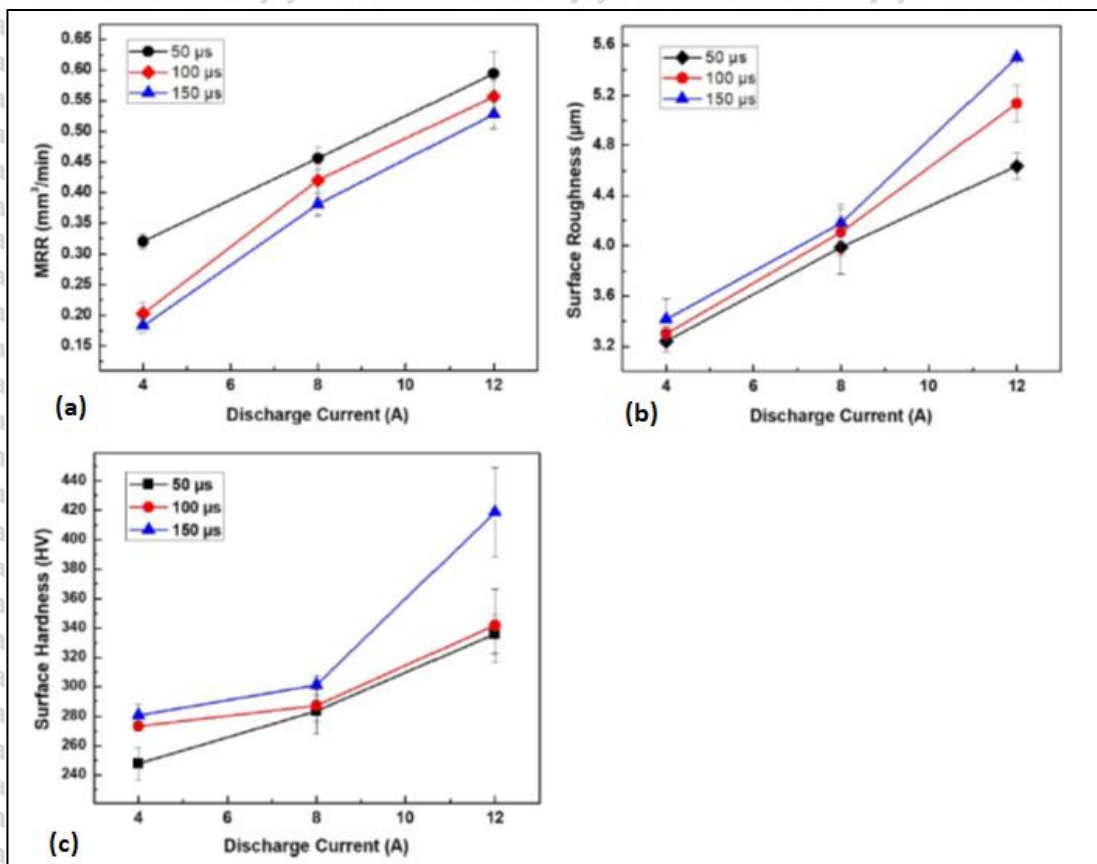 50 µs
100 µs
150 µs
0.65
0.60
0.55
0.50
0.45
0.40
0.35
0.30
0.25
0.20
0.15
MRR (mm³/min)
4 6 8 10 12
Discharge Current (A)
(a)
50 µs
100 µs
150 µs
5.6
5.2
4.8
4.4
4.0
3.6
3.2
Surface Roughness (µm)
4 6 8 10 12
Discharge Current (A)
(b)
50 µs
100 µs
150 µs
440
420
400
380
360
340
320
300
280
260
240
Surface Hardness (HV)
4 6 8 10 12
Discharge Current (A)
(c)